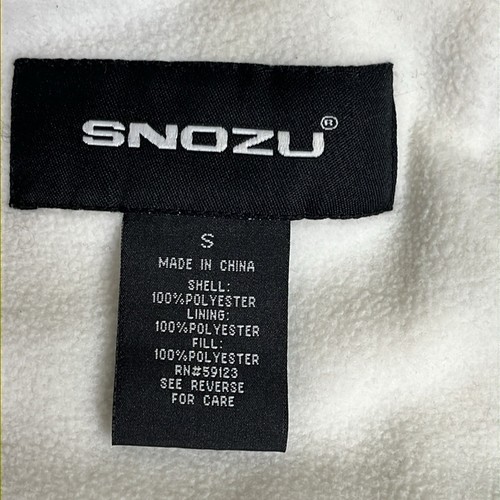 SNOZU®
S
MADE IN CHINA
SHELL:
100%POLYESTER
LINING:
100%POLYESTER
FILL:
100%POLYESTER
RN#59123
SEE REVERSE
FOR CARE